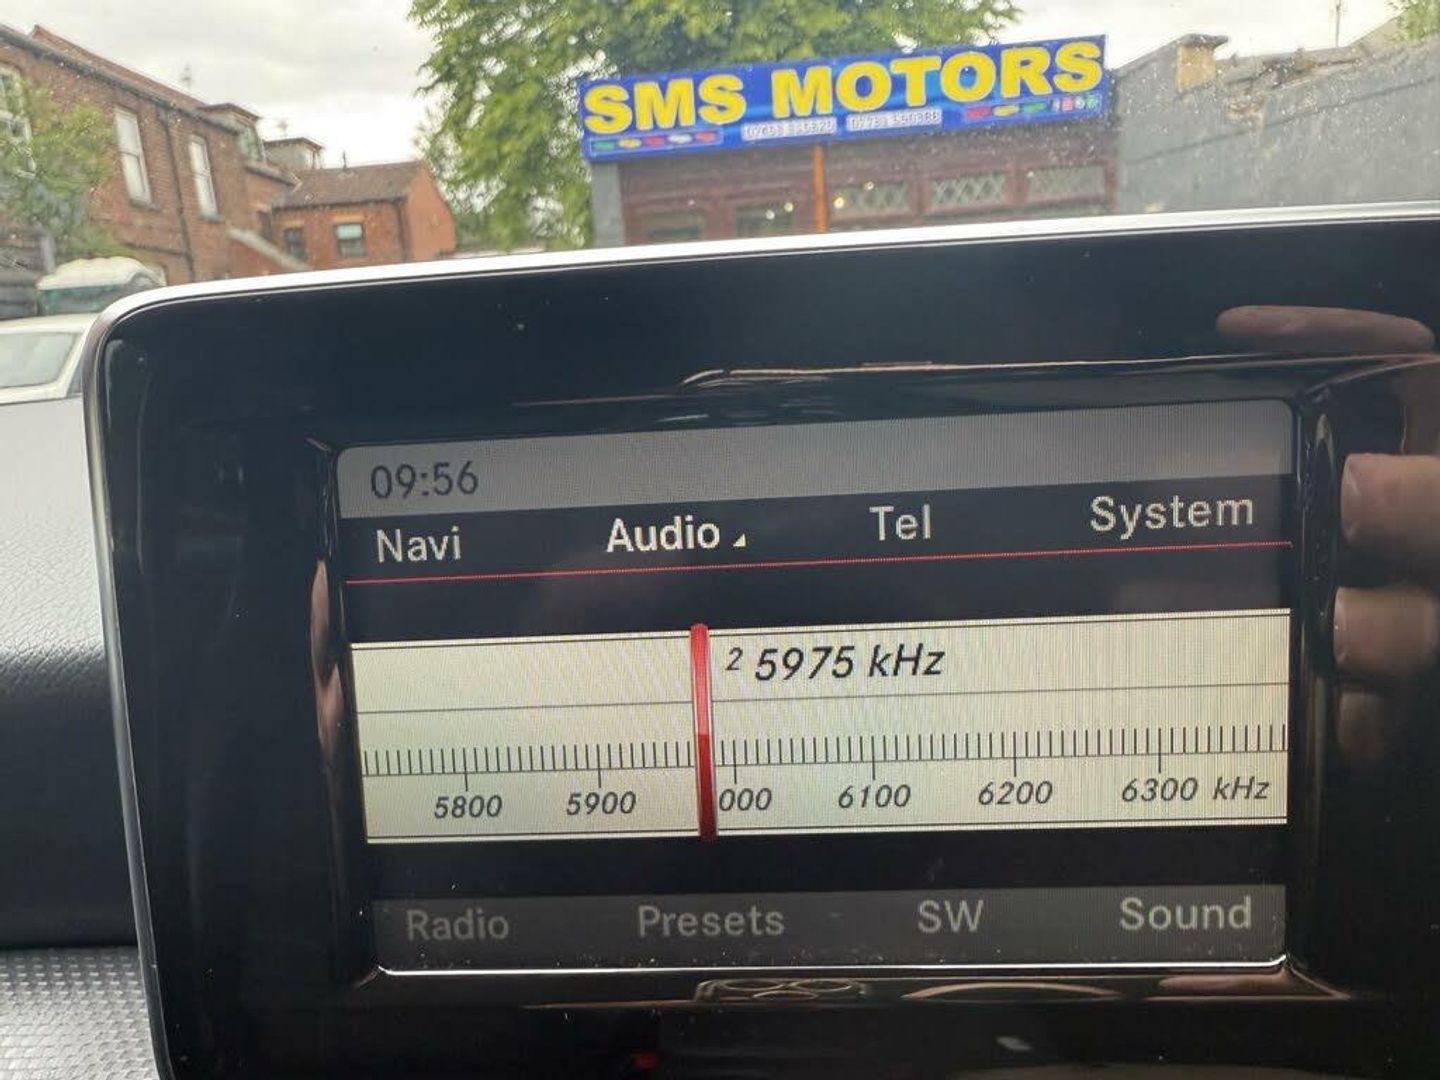 SMS MOTORS
09:56
Navi Audio Tel System
2 5975 kHz
5800 5900 000 6100 6200 6300 kHz
Radio Presets SW Sound